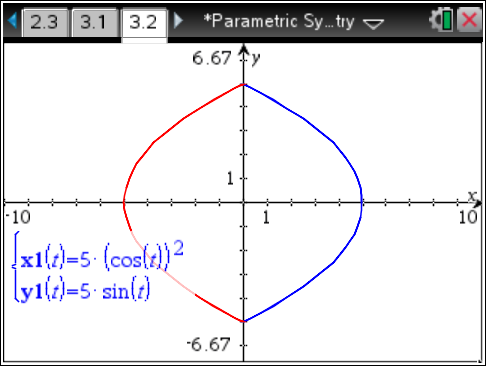 2.3 3.1 3.2 *Parametric Sy...try
6.67 y
1
x
-10 1 10
x1(t)=5·(cos(t))²
y1(t)=5·sin(t)
-6.67